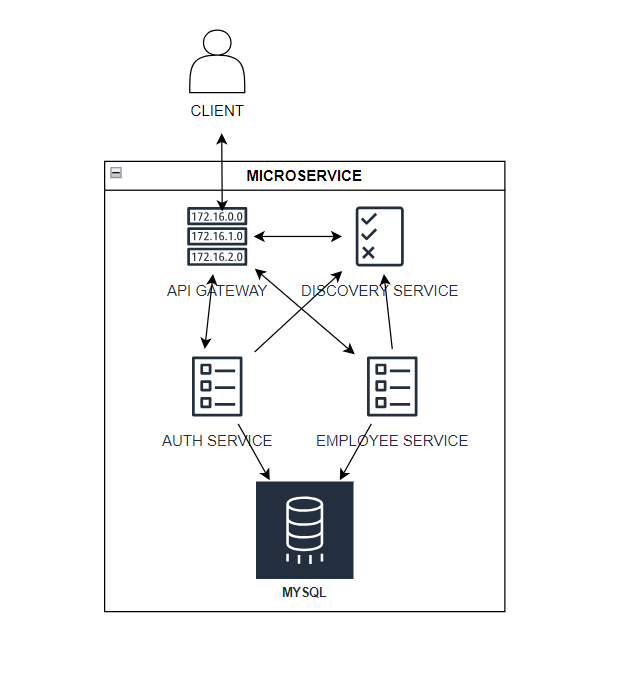 CLIENT
MICROSERVICE
172.16.0.0
172.16.1.0
172.16.2.0
API GATEWAY
DISCOVERY SERVICE
AUTH SERVICE
EMPLOYEE SERVICE
MYSQL